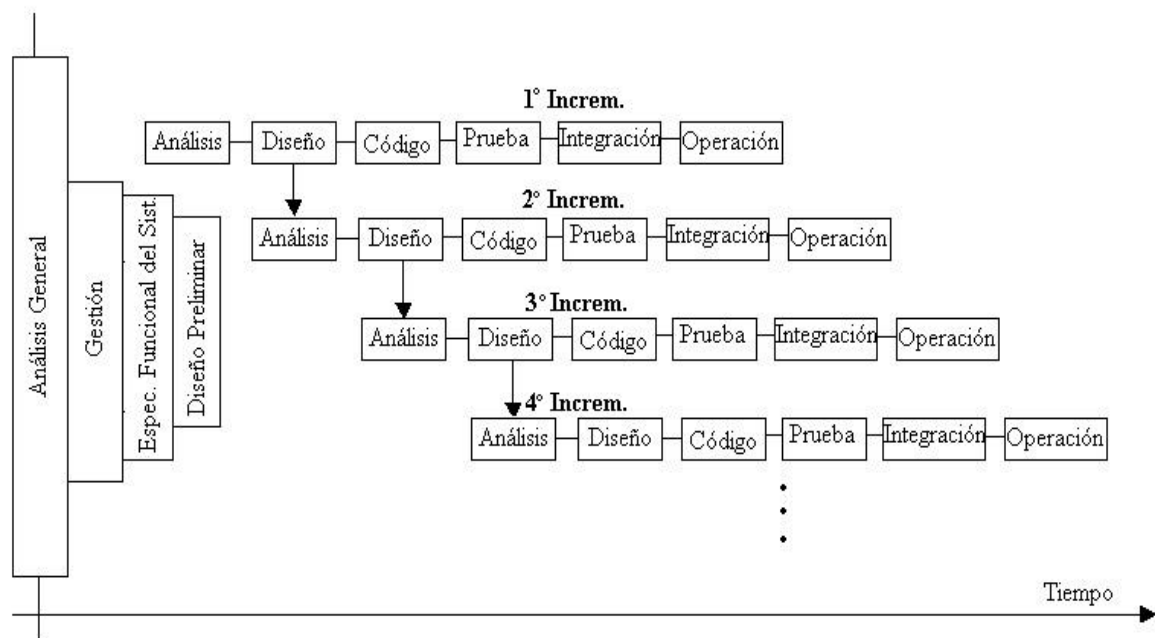 Análisis General
Gestión
Espec. Funcional del Sist.
Diseño Preliminar
1° Increm.
Análisis Diseño Código Prueba Integración Operación
2° Increm.
Análisis Diseño Código Prueba Integración Operación
3° Increm.
Análisis Diseño Código Prueba Integración Operación
4° Increm.
Análisis Diseño Código Prueba Integración Operación
Tiempo